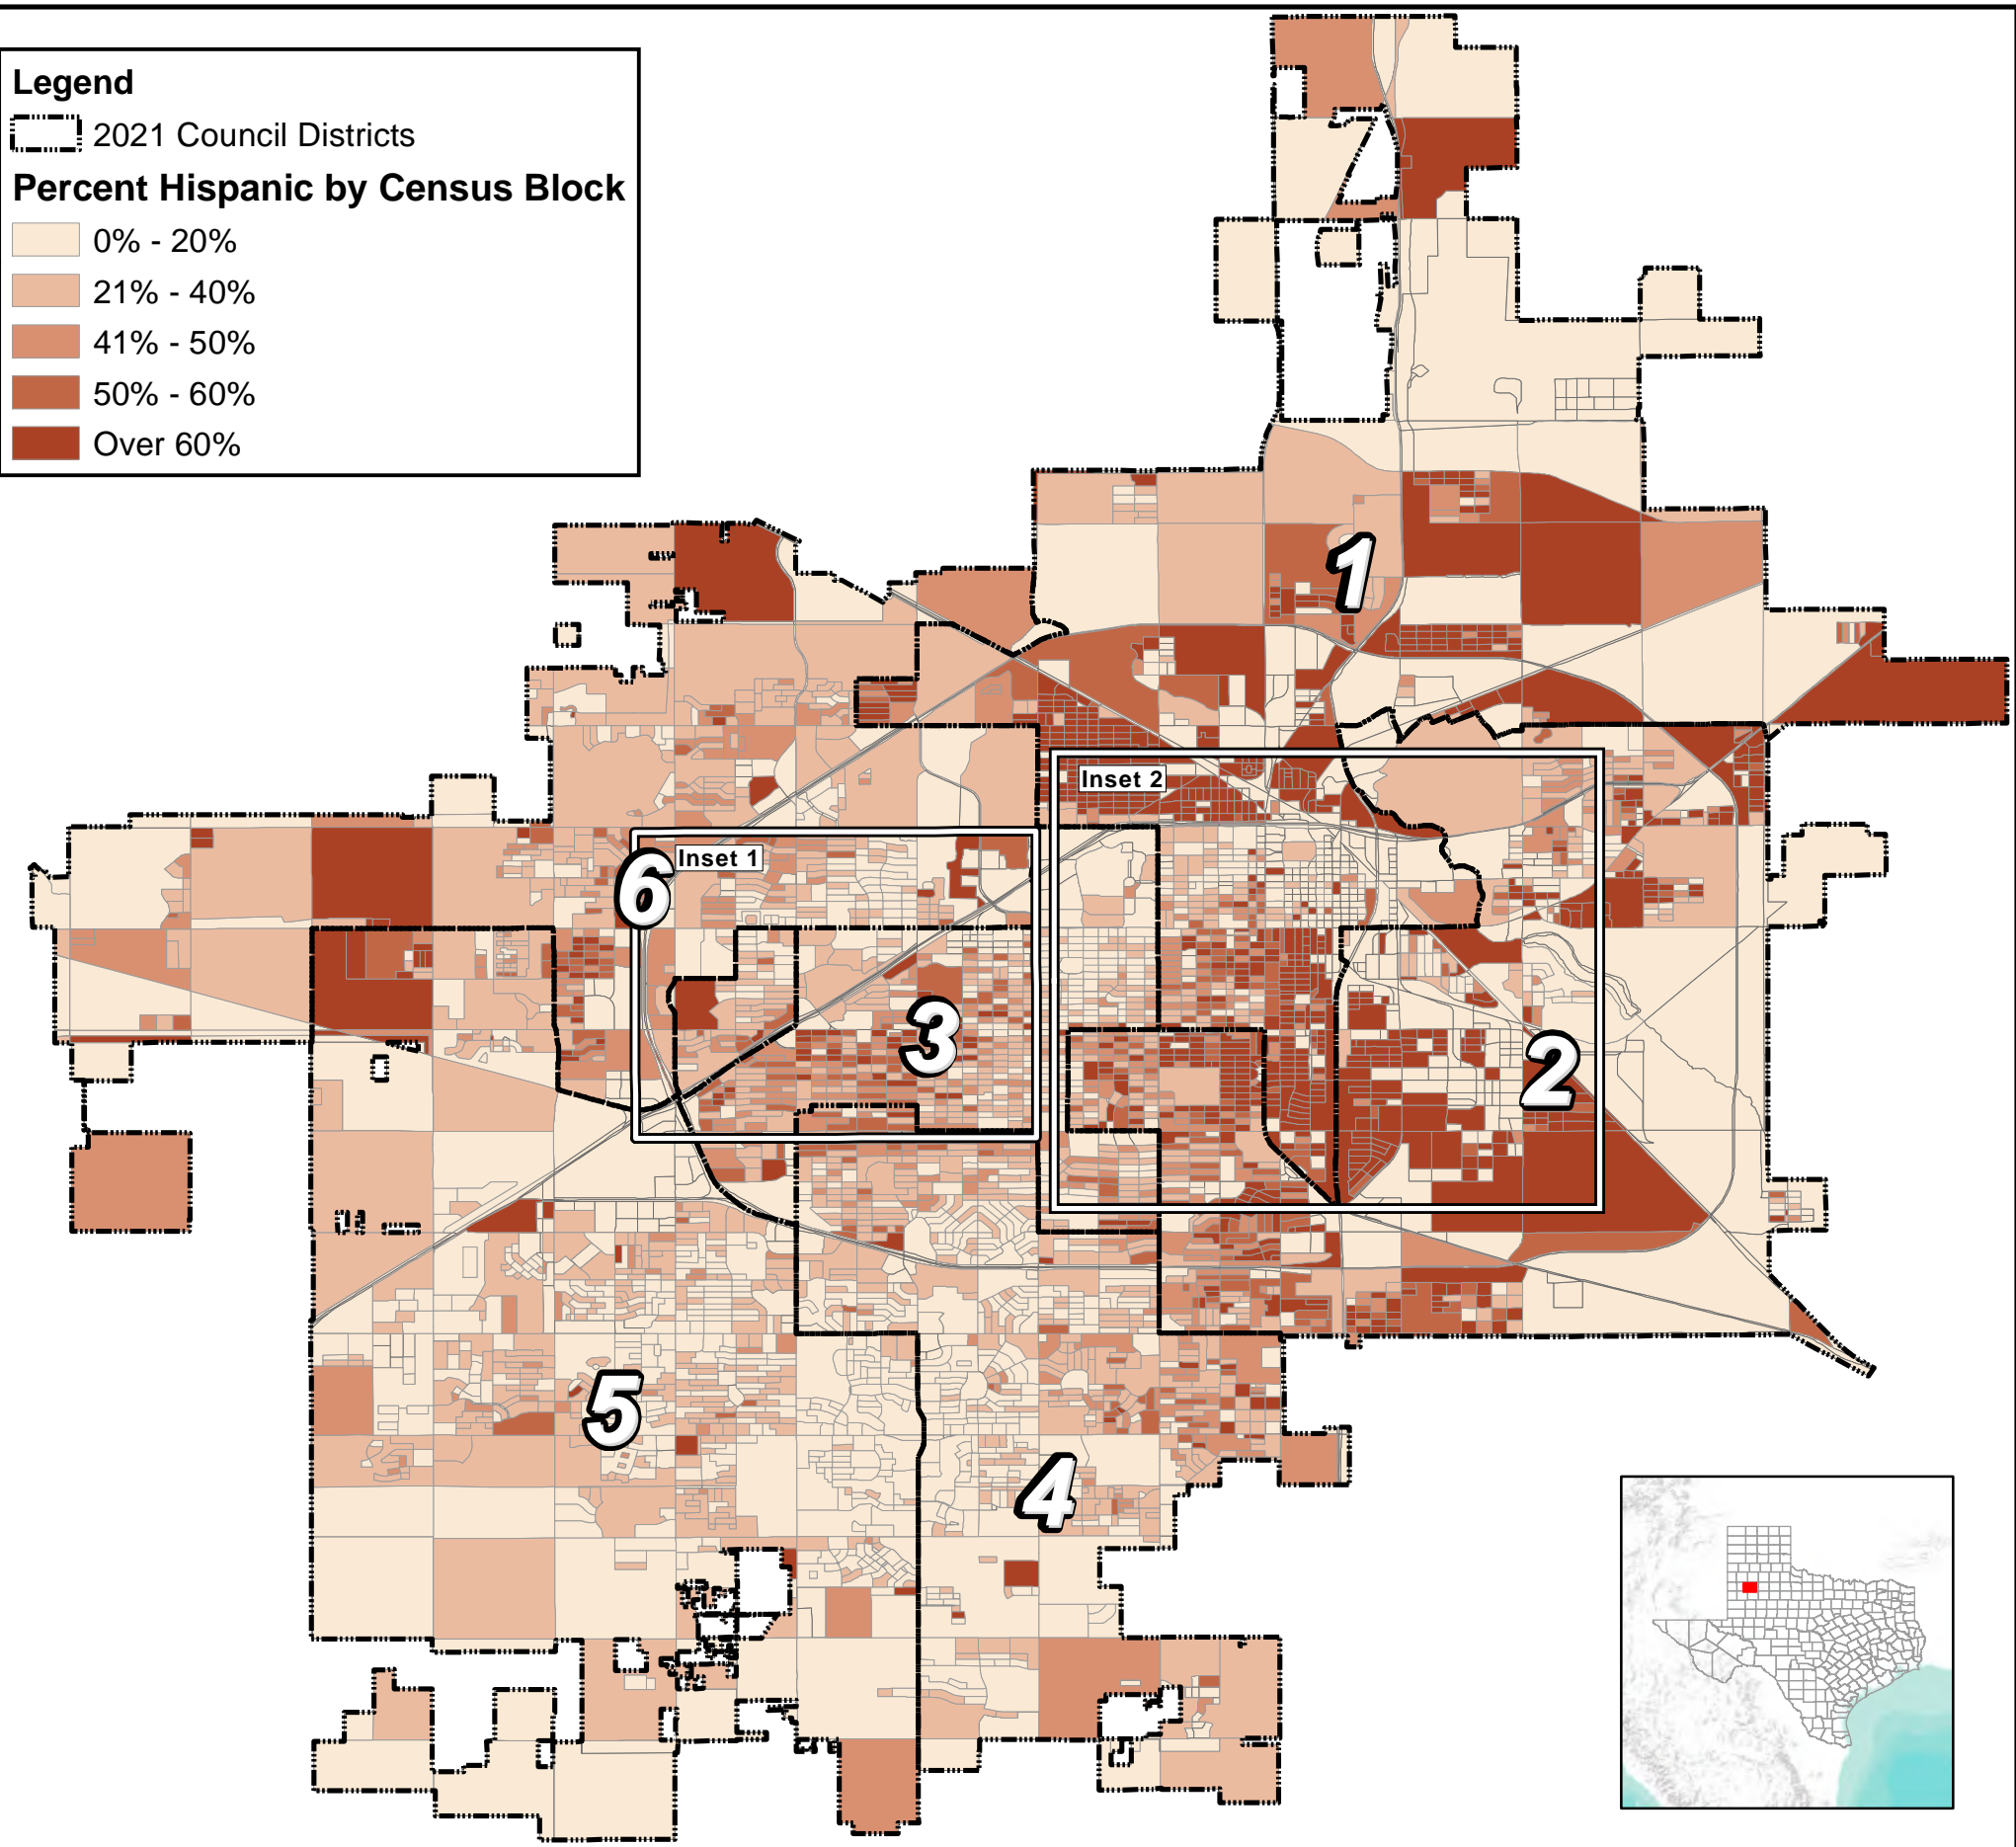 Legend
2021 Council Districts
Percent Hispanic by Census Block
0% - 20%
21% - 40%
41% - 50%
50% - 60%
Over 60%
1
Inset 2
Inset 1
6
3
2
5
4